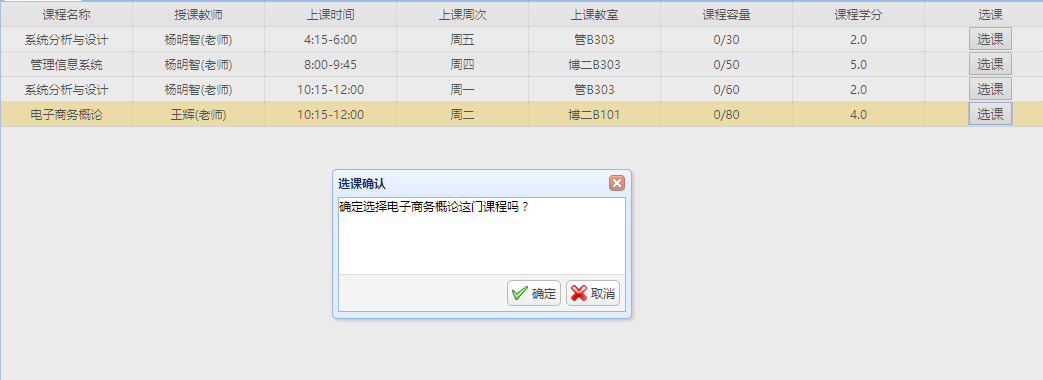 课程名称 授课教师 上课时间 上课周次 上课教室 课程容量 课程学分 选课
系统分析与设计 杨明智(老师) 4:15-6:00 周五 管B303 0/30 2.0 选课
管理信息系统 杨明智(老师) 8:00-9:45 周四 博二B303 0/50 5.0 选课
系统分析与设计 杨明智(老师) 10:15-12:00 周一 管B303 0/60 2.0 选课
电子商务概论 王辉(老师) 10:15-12:00 周二 博二B101 0/80 4.0 选课
选课确认
确定选择电子商务概论这门课程吗？
确定 取消